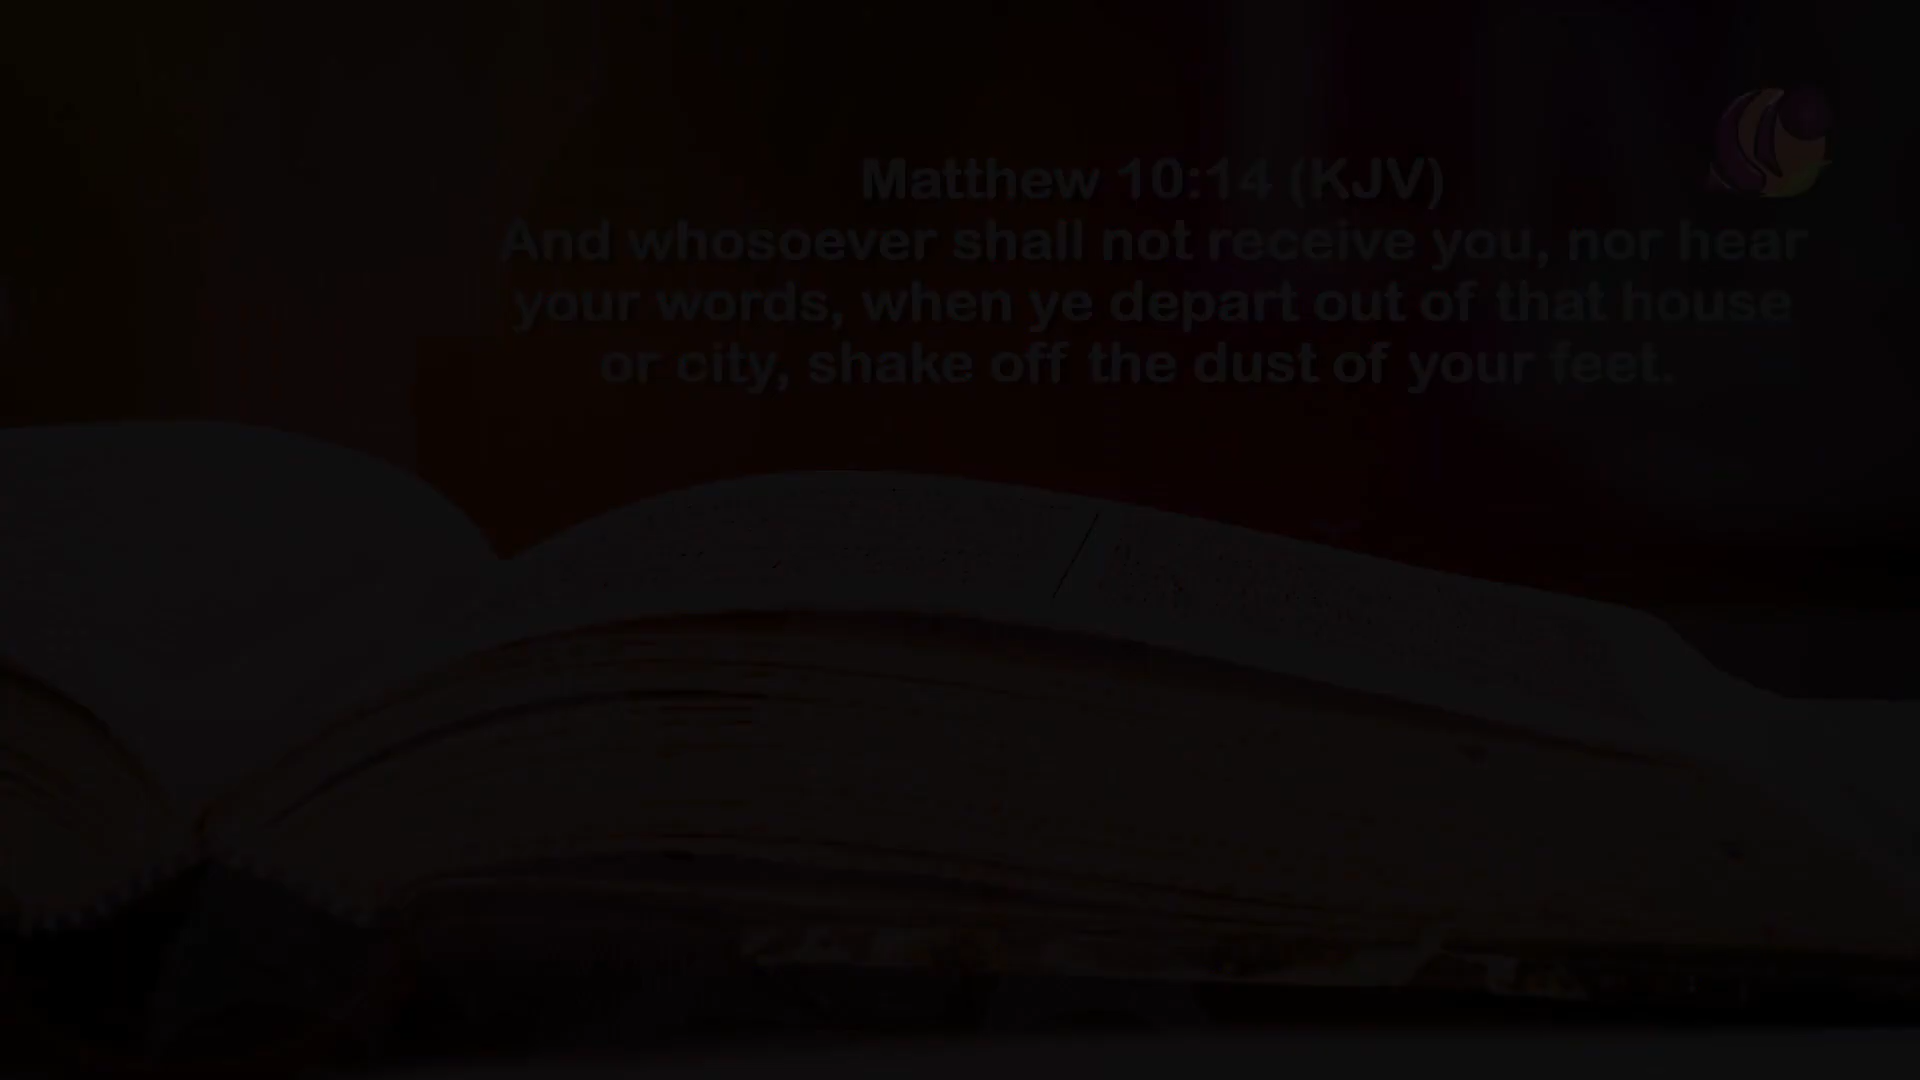 Matthew 10:14 (KJV)
And whosoever shall not receive you, nor hear
your words, when ye depart out of that house
or city, shake off the dust of your feet.